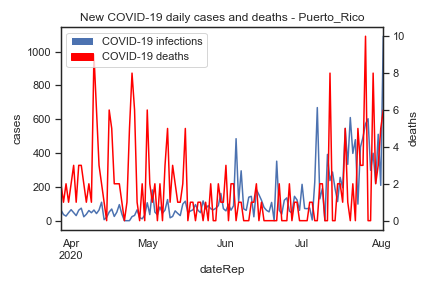 New COVID-19 daily cases and deaths - Puerto_Rico
COVID-19 infections
COVID-19 deaths
1000
800
600
400
200
0
cases
10
8
6
4
2
0
deaths
Apr May Jun Jul Aug
2020
dateRep